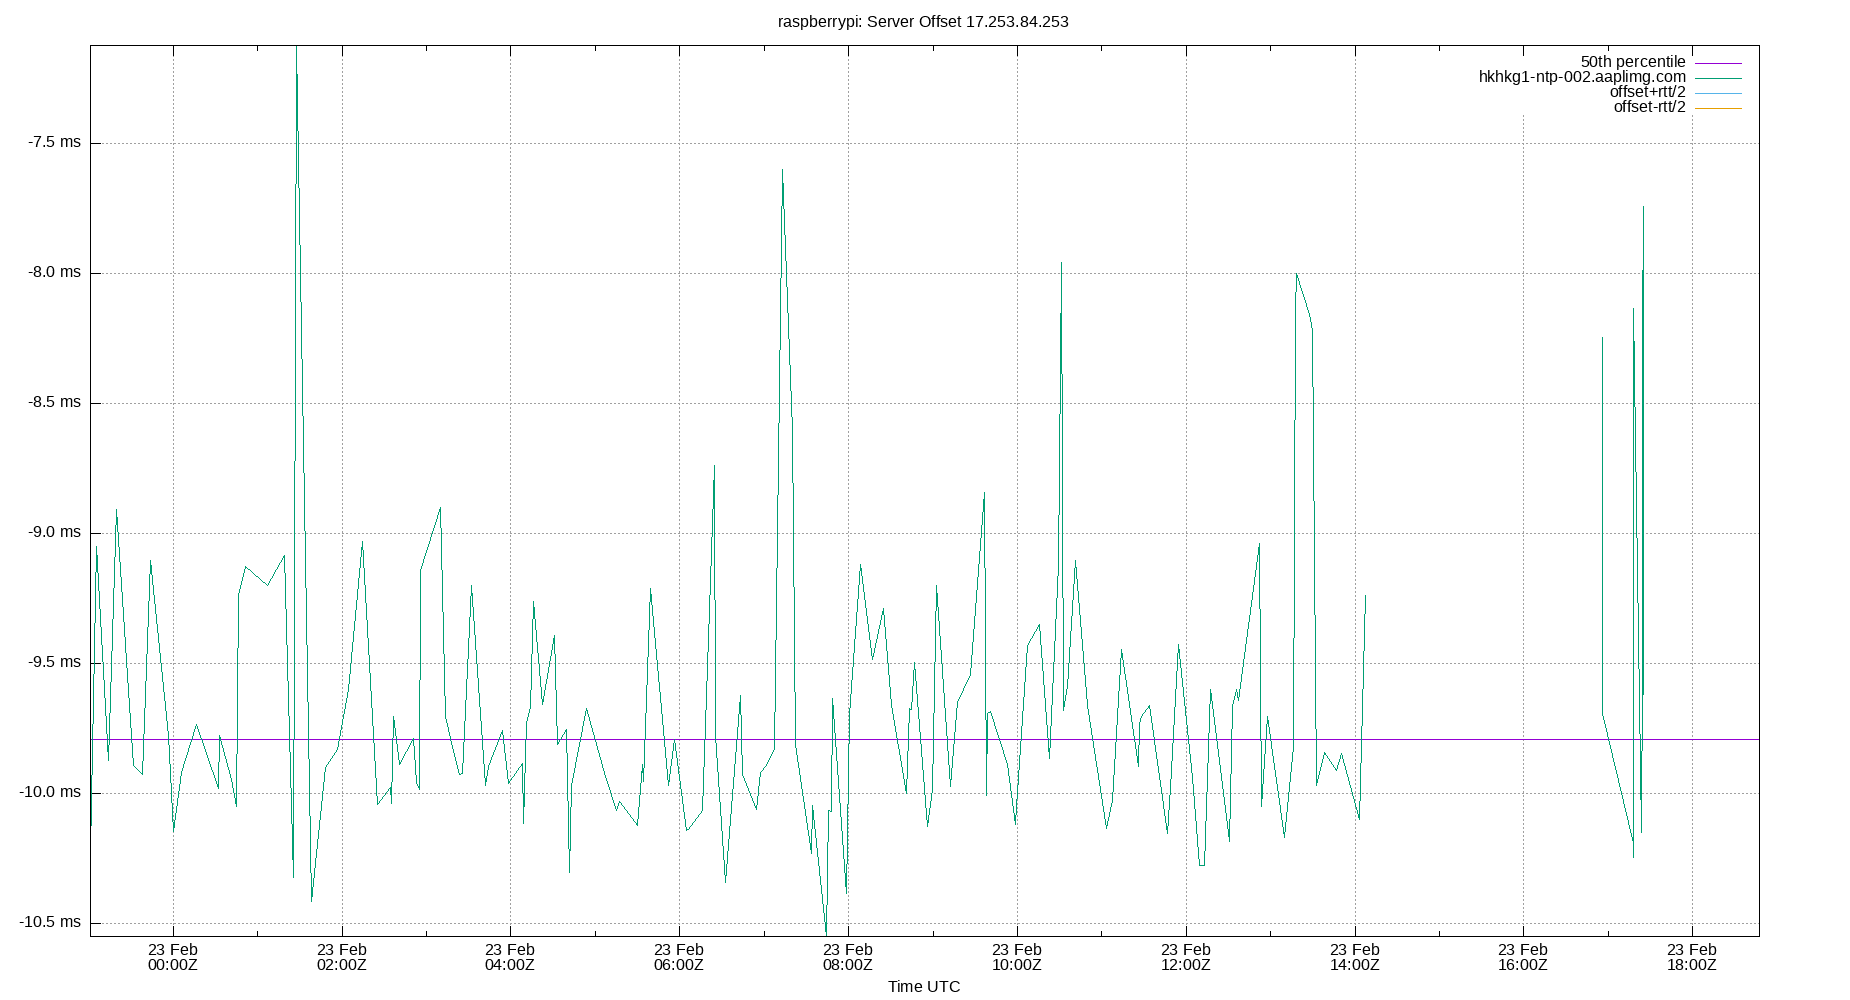 raspberrypi: Server Offset 17.253.84.253
50th percentile
hkhkg1-ntp-002.aaplimg.com
offset+rtt/2
offset-rtt/2
-7.5 ms
-8.0 ms
-8.5 ms
-9.0 ms
-9.5 ms
-10.0 ms
-10.5 ms
23 Feb 23 Feb 23 Feb 23 Feb 23 Feb 23 Feb 23 Feb 23 Feb 23 Feb 23 Feb
00:00Z 02:00Z 04:00Z 06:00Z 08:00Z 10:00Z 12:00Z 14:00Z 16:00Z 18:00Z
Time UTC